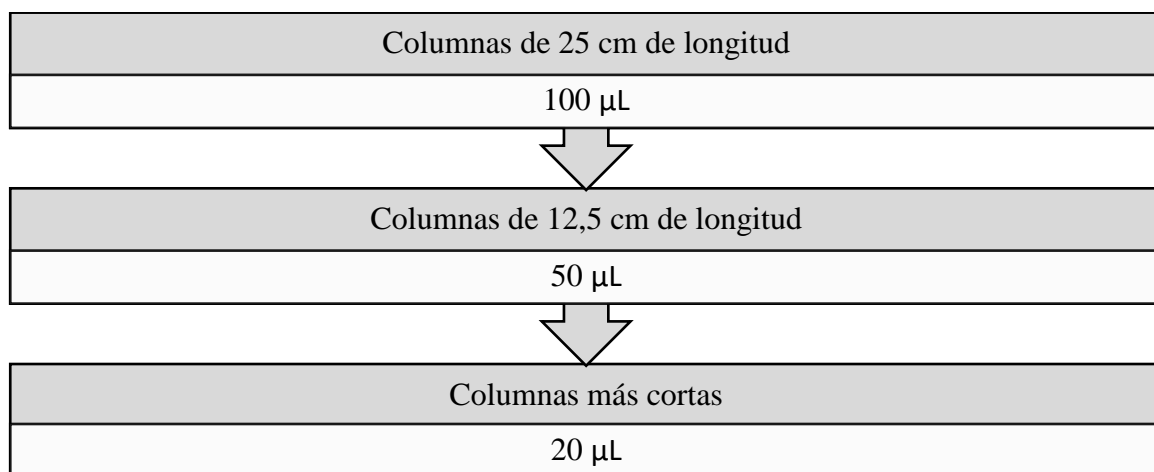 Columnas de 25 cm de longitud
100 µL
Columnas de 12,5 cm de longitud
50 µL
Columnas más cortas
20 µL